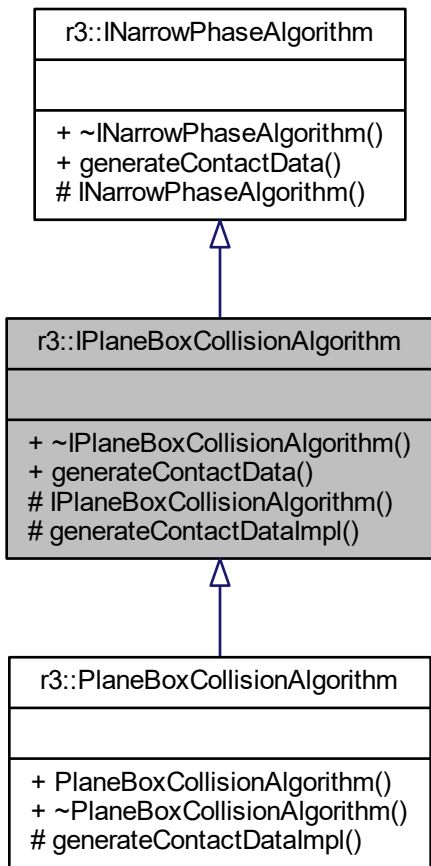 r3::INarrowPhaseAlgorithm
+ ~INarrowPhaseAlgorithm()
+ generateContactData()
# INarrowPhaseAlgorithm()
r3::IPlaneBoxCollisionAlgorithm
+ ~IPlaneBoxCollisionAlgorithm()
+ generateContactData()
# IPlaneBoxCollisionAlgorithm()
# generateContactDataImpl()
r3::PlaneBoxCollisionAlgorithm
+ PlaneBoxCollisionAlgorithm()
+ ~PlaneBoxCollisionAlgorithm()
# generateContactDataImpl()